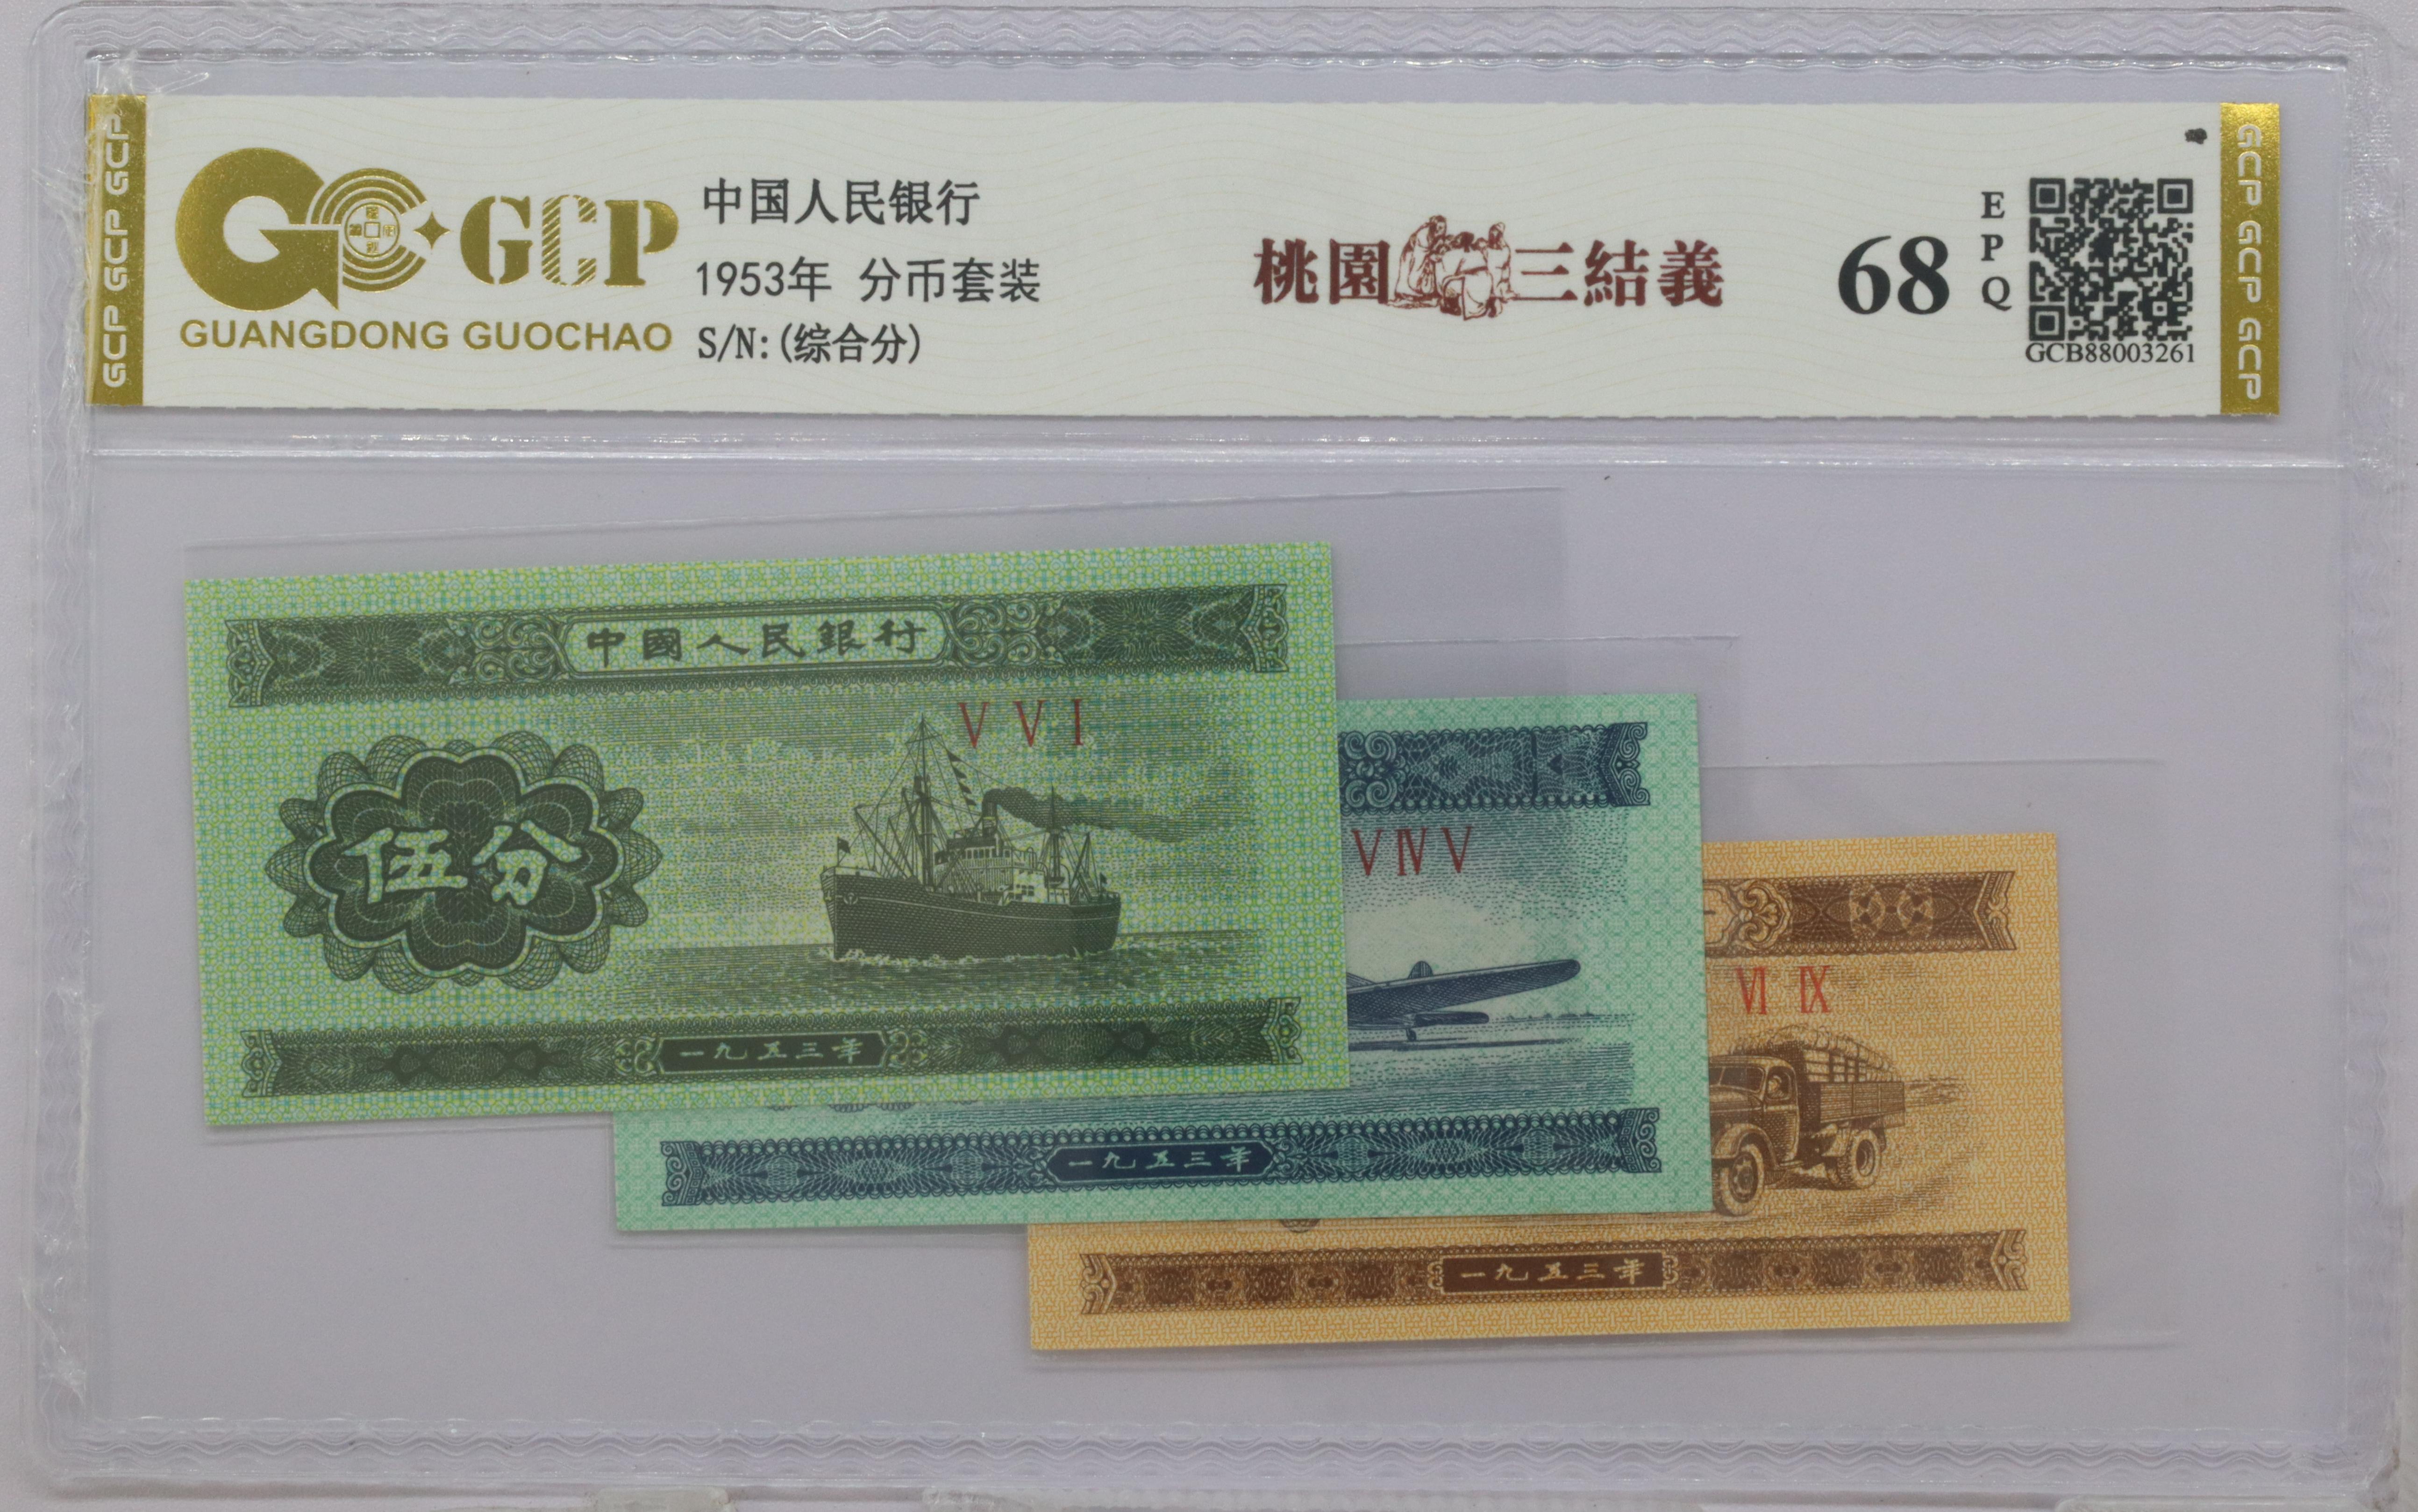 GCP GCP GCP
GCP
GUANGDONG GUOCHAO
中国人民银行
1953年 分币套装
S/N:(综合分)
桃園三結義
68
EPQ
GCB88003261
GCP GCP GCP
中國人民銀行
V V I
伍分
一九五三年
V IV V
一九五三年
VI IX
一九五三年